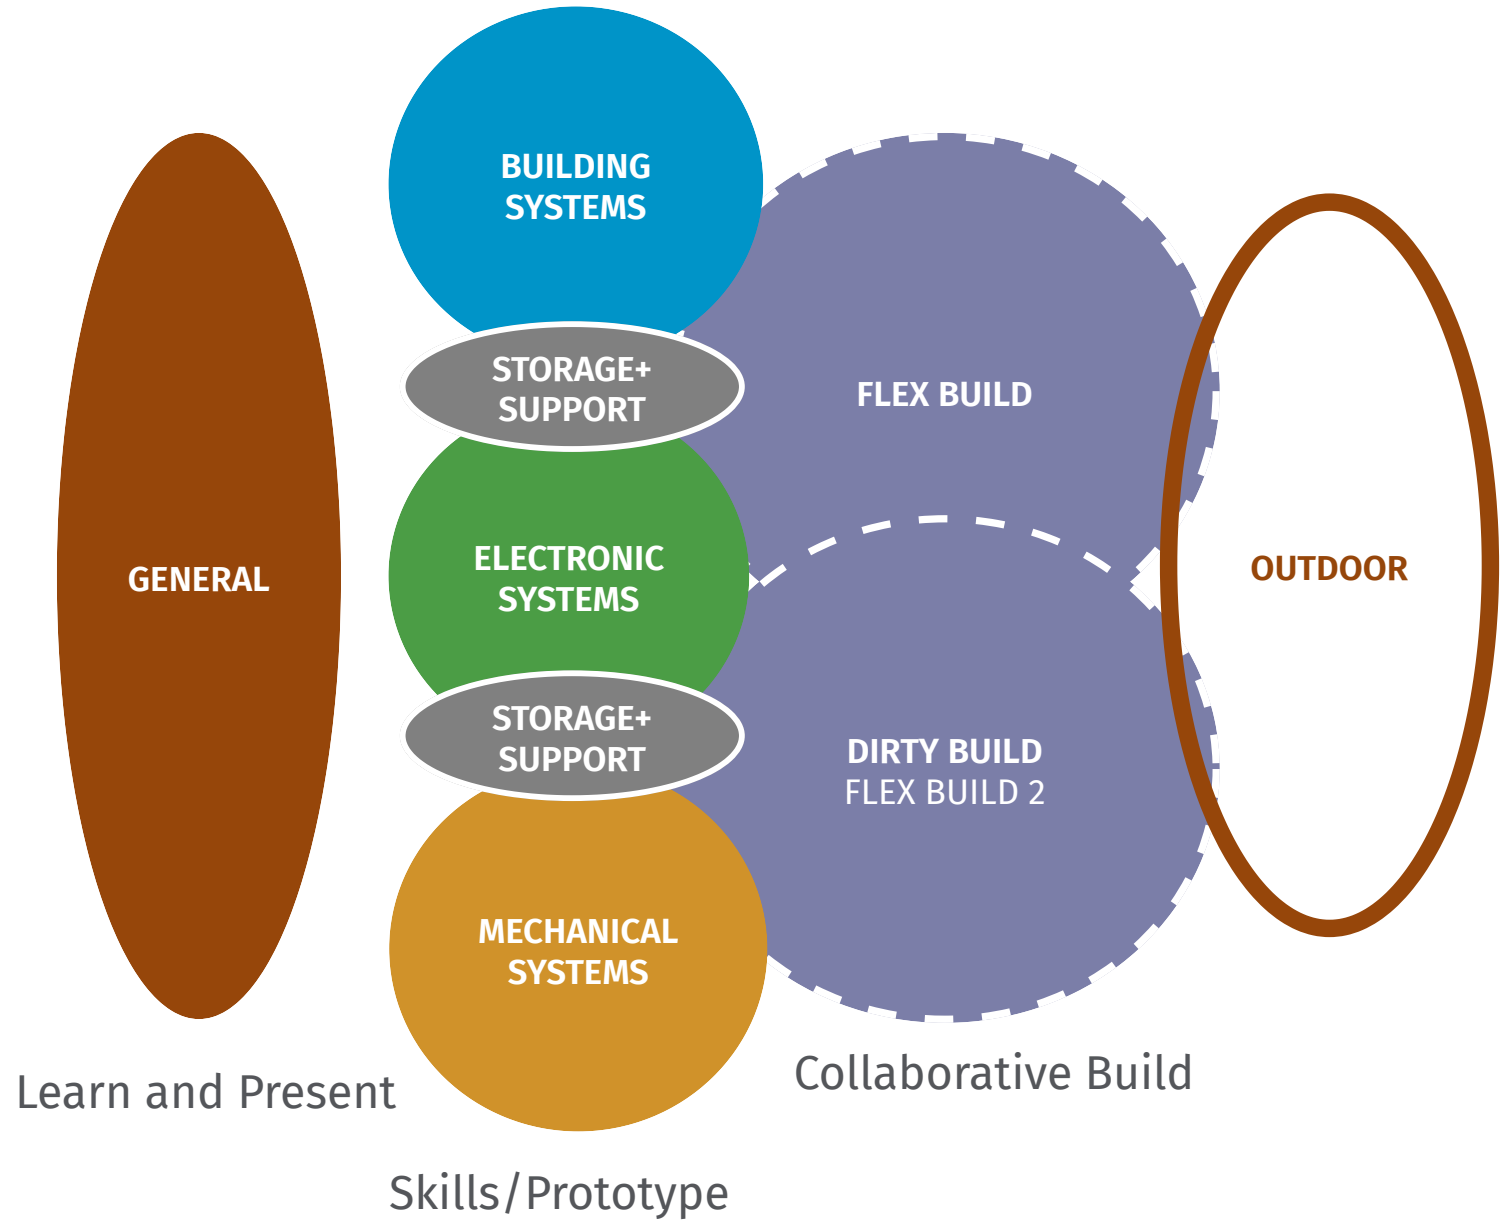 BUILDING
SYSTEMS
STORAGE+
SUPPORT
FLEX BUILD
GENERAL
ELECTRONIC
SYSTEMS
OUTDOOR
STORAGE+
SUPPORT
DIRTY BUILD
FLEX BUILD 2
MECHANICAL
SYSTEMS
Learn and Present
Collaborative Build
Skills/Prototype